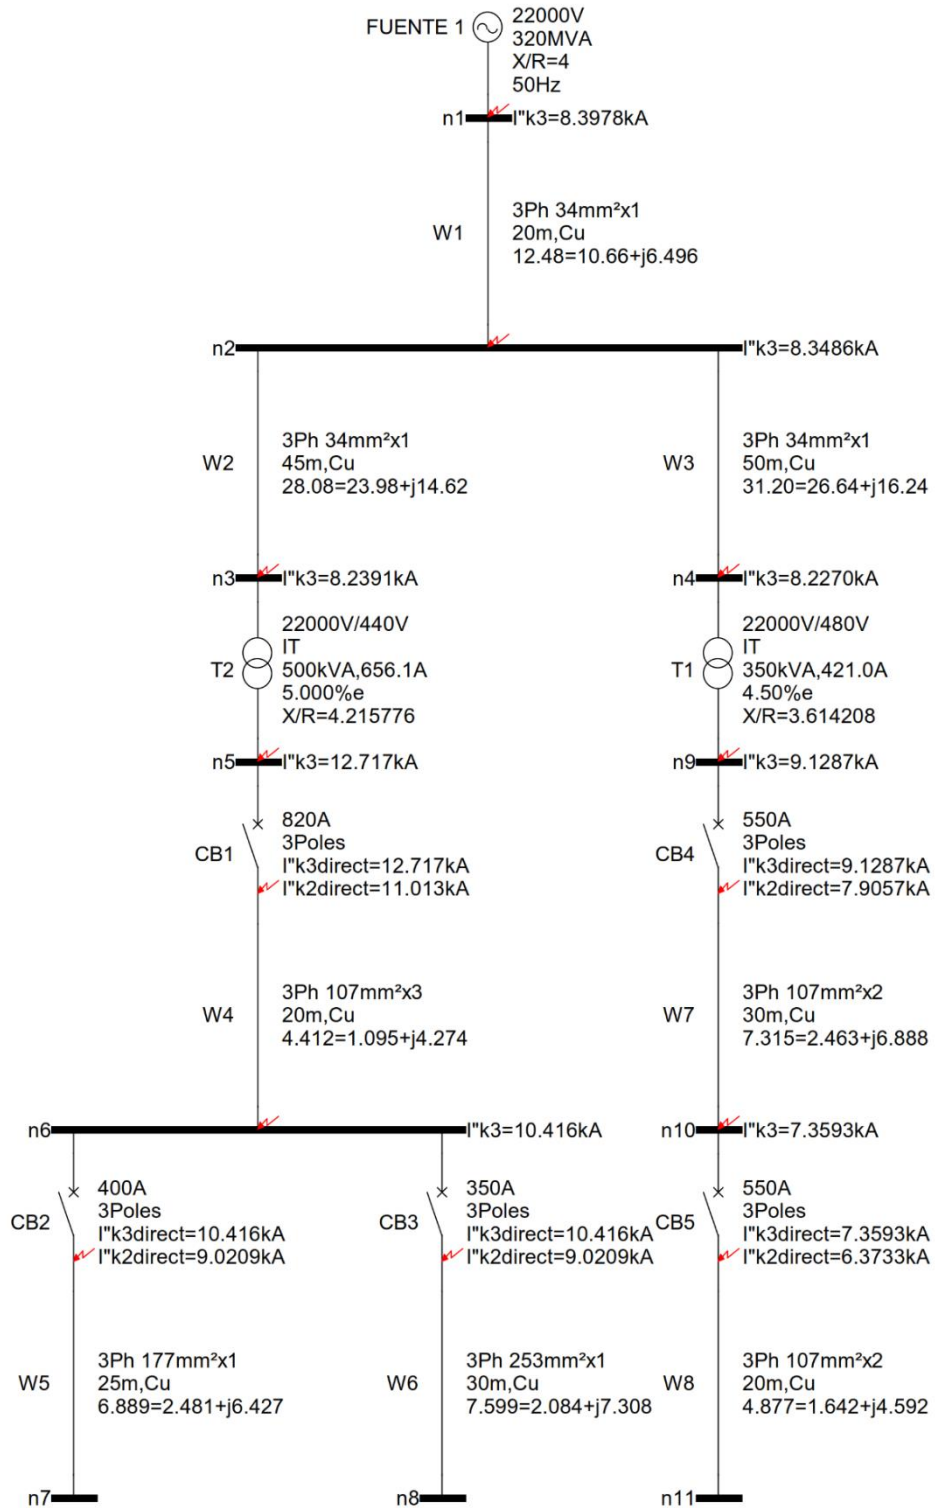 FUENTE 1
22000V
320MVA
X/R=4
50Hz
n1
I"k3=8.3978kA
W1
3Ph 34mm²x1
20m,Cu
12.48=10.66+j6.496
n2
I"k3=8.3486kA
W2
3Ph 34mm²x1
45m,Cu
28.08=23.98+j14.62
W3
3Ph 34mm²x1
50m,Cu
31.20=26.64+j16.24
n3
I"k3=8.2391kA
n4
I"k3=8.2270kA
T2
22000V/440V
IT
500kVA,656.1A
5.000%e
X/R=4.215776
T1
22000V/480V
IT
350kVA,421.0A
4.50%e
X/R=3.614208
n5
I"k3=12.717kA
n9
I"k3=9.1287kA
CB1
820A
3Poles
I"k3direct=12.717kA
I"k2direct=11.013kA
CB4
550A
3Poles
I"k3direct=9.1287kA
I"k2direct=7.9057kA
W4
3Ph 107mm²x3
20m,Cu
4.412=1.095+j4.274
W7
3Ph 107mm²x2
30m,Cu
7.315=2.463+j6.888
n6
I"k3=10.416kA
n10
I"k3=7.3593kA
CB2
400A
3Poles
I"k3direct=10.416kA
I"k2direct=9.0209kA
CB3
350A
3Poles
I"k3direct=10.416kA
I"k2direct=9.0209kA
CB5
550A
3Poles
I"k3direct=7.3593kA
I"k2direct=6.3733kA
W5
3Ph 177mm²x1
25m,Cu
6.889=2.481+j6.427
W6
3Ph 253mm²x1
30m,Cu
7.599=2.084+j7.308
W8
3Ph 107mm²x2
20m,Cu
4.877=1.642+j4.592
n7
n8
n11